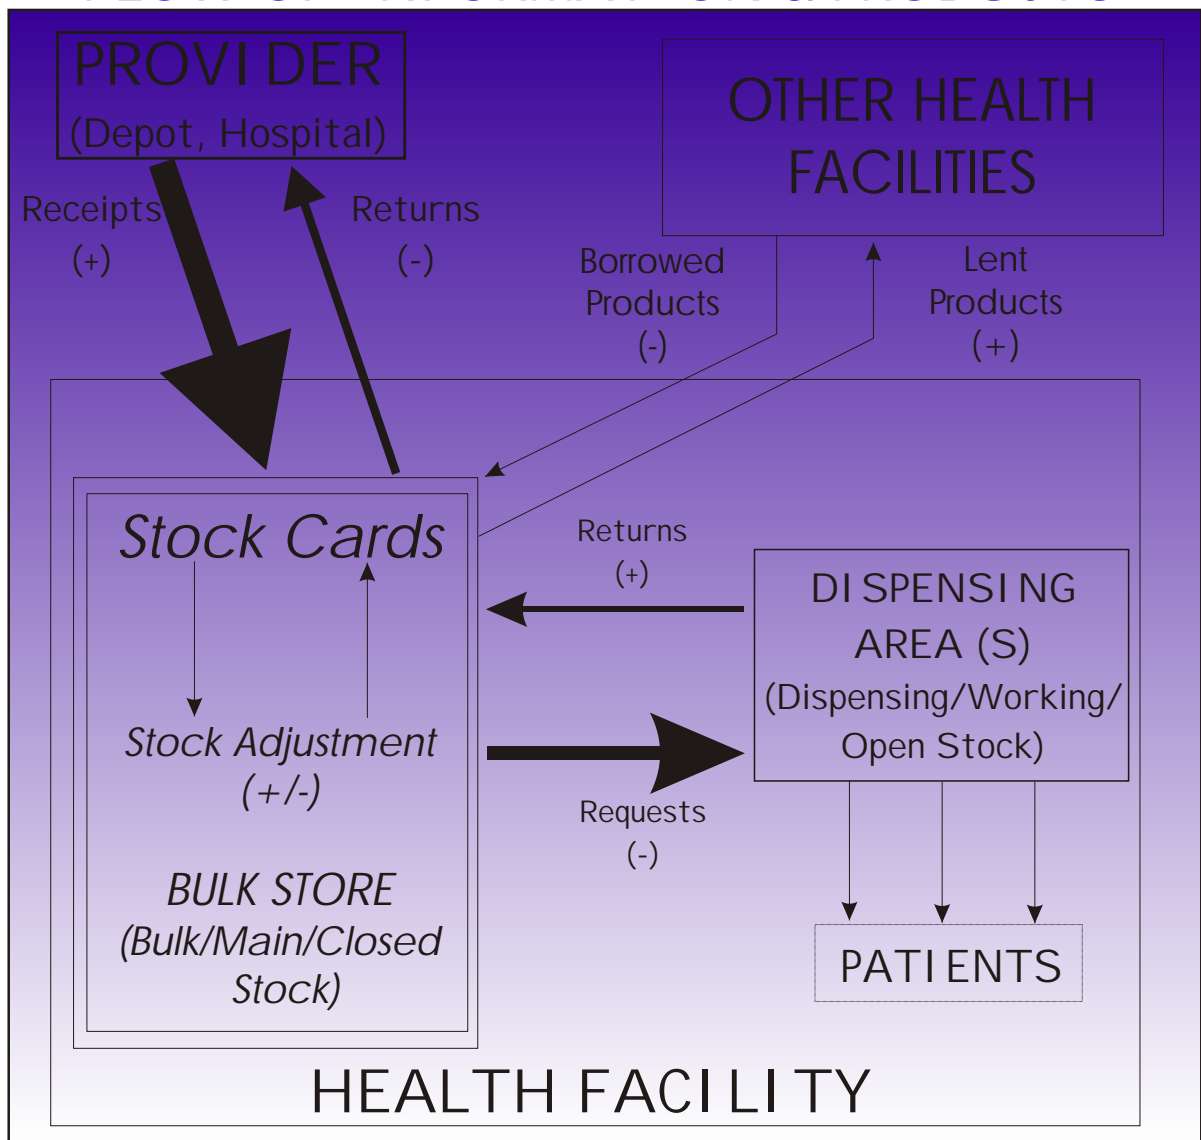 PROVIDER
(Depot, Hospital)
OTHER HEALTH
FACILITIES
Receipts
(+)
Returns
(-)
Borrowed
Products
(-)
Lent
Products
(+)
Stock Cards
Returns
(+)
DISPENSING
AREA (S)
(Dispensing/Working/
Open Stock)
Stock Adjustment
(+/-)
Requests
(-)
BULK STORE
(Bulk/Main/Closed
Stock)
PATIENTS
HEALTH FACILITY